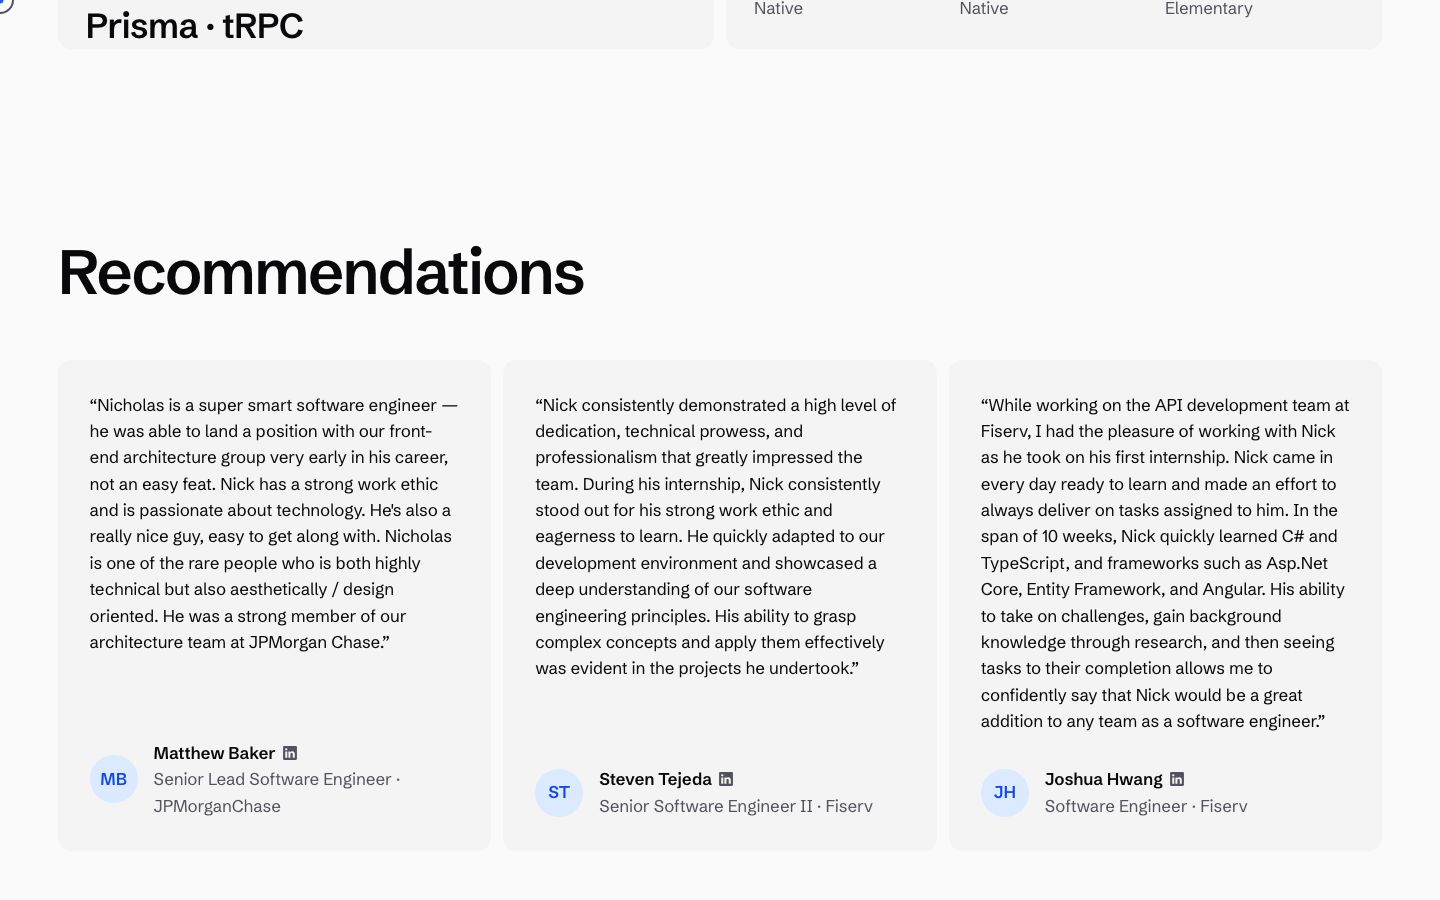 Prisma · tRPC
Native
Native
Elementary
Recommendations
“Nicholas is a super smart software engineer —
he was able to land a position with our front-
end architecture group very early in his career,
not an easy feat. Nick has a strong work ethic
and is passionate about technology. He's also a
really nice guy, easy to get along with. Nicholas
is one of the rare people who is both highly
technical but also aesthetically / design
oriented. He was a strong member of our
architecture team at JPMorgan Chase.”
MB
Matthew Baker in
Senior Lead Software Engineer ·
JPMorganChase
“Nick consistently demonstrated a high level of
dedication, technical prowess, and
professionalism that greatly impressed the
team. During his internship, Nick consistently
stood out for his strong work ethic and
eagerness to learn. He quickly adapted to our
development environment and showcased a
deep understanding of our software
engineering principles. His ability to grasp
complex concepts and apply them effectively
was evident in the projects he undertook.”
ST
Steven Tejeda in
Senior Software Engineer II · Fiserv
“While working on the API development team at
Fiserv, I had the pleasure of working with Nick
as he took on his first internship. Nick came in
every day ready to learn and made an effort to
always deliver on tasks assigned to him. In the
span of 10 weeks, Nick quickly learned C# and
TypeScript, and frameworks such as Asp.Net
Core, Entity Framework, and Angular. His ability
to take on challenges, gain background
knowledge through research, and then seeing
tasks to their completion allows me to
confidently say that Nick would be a great
addition to any team as a software engineer.”
JH
Joshua Hwang in
Software Engineer · Fiserv